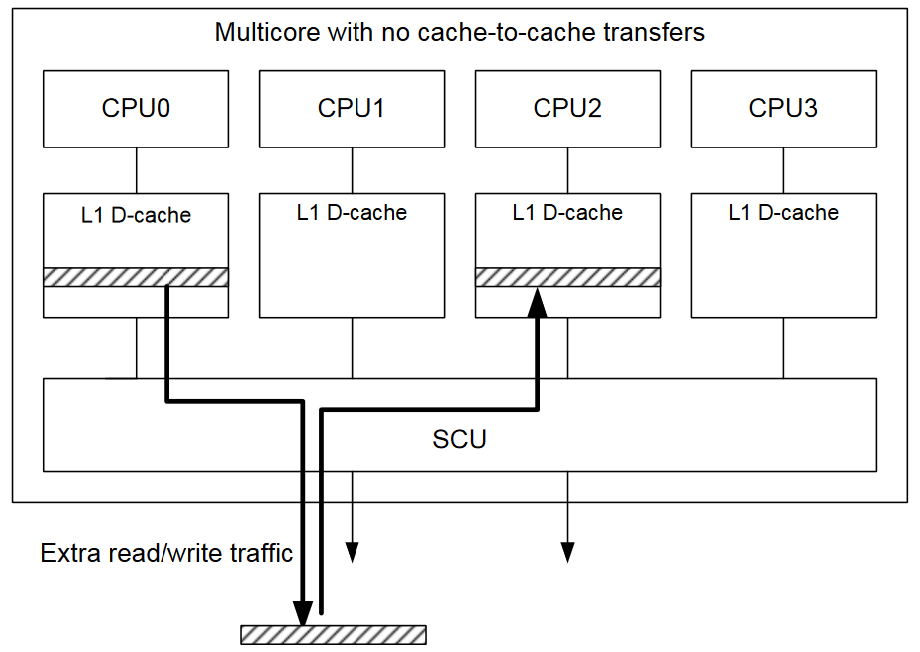 Multicore with no cache-to-cache transfers
CPU0
CPU1
CPU2
CPU3
L1 D-cache
L1 D-cache
L1 D-cache
L1 D-cache
SCU
Extra read/write traffic